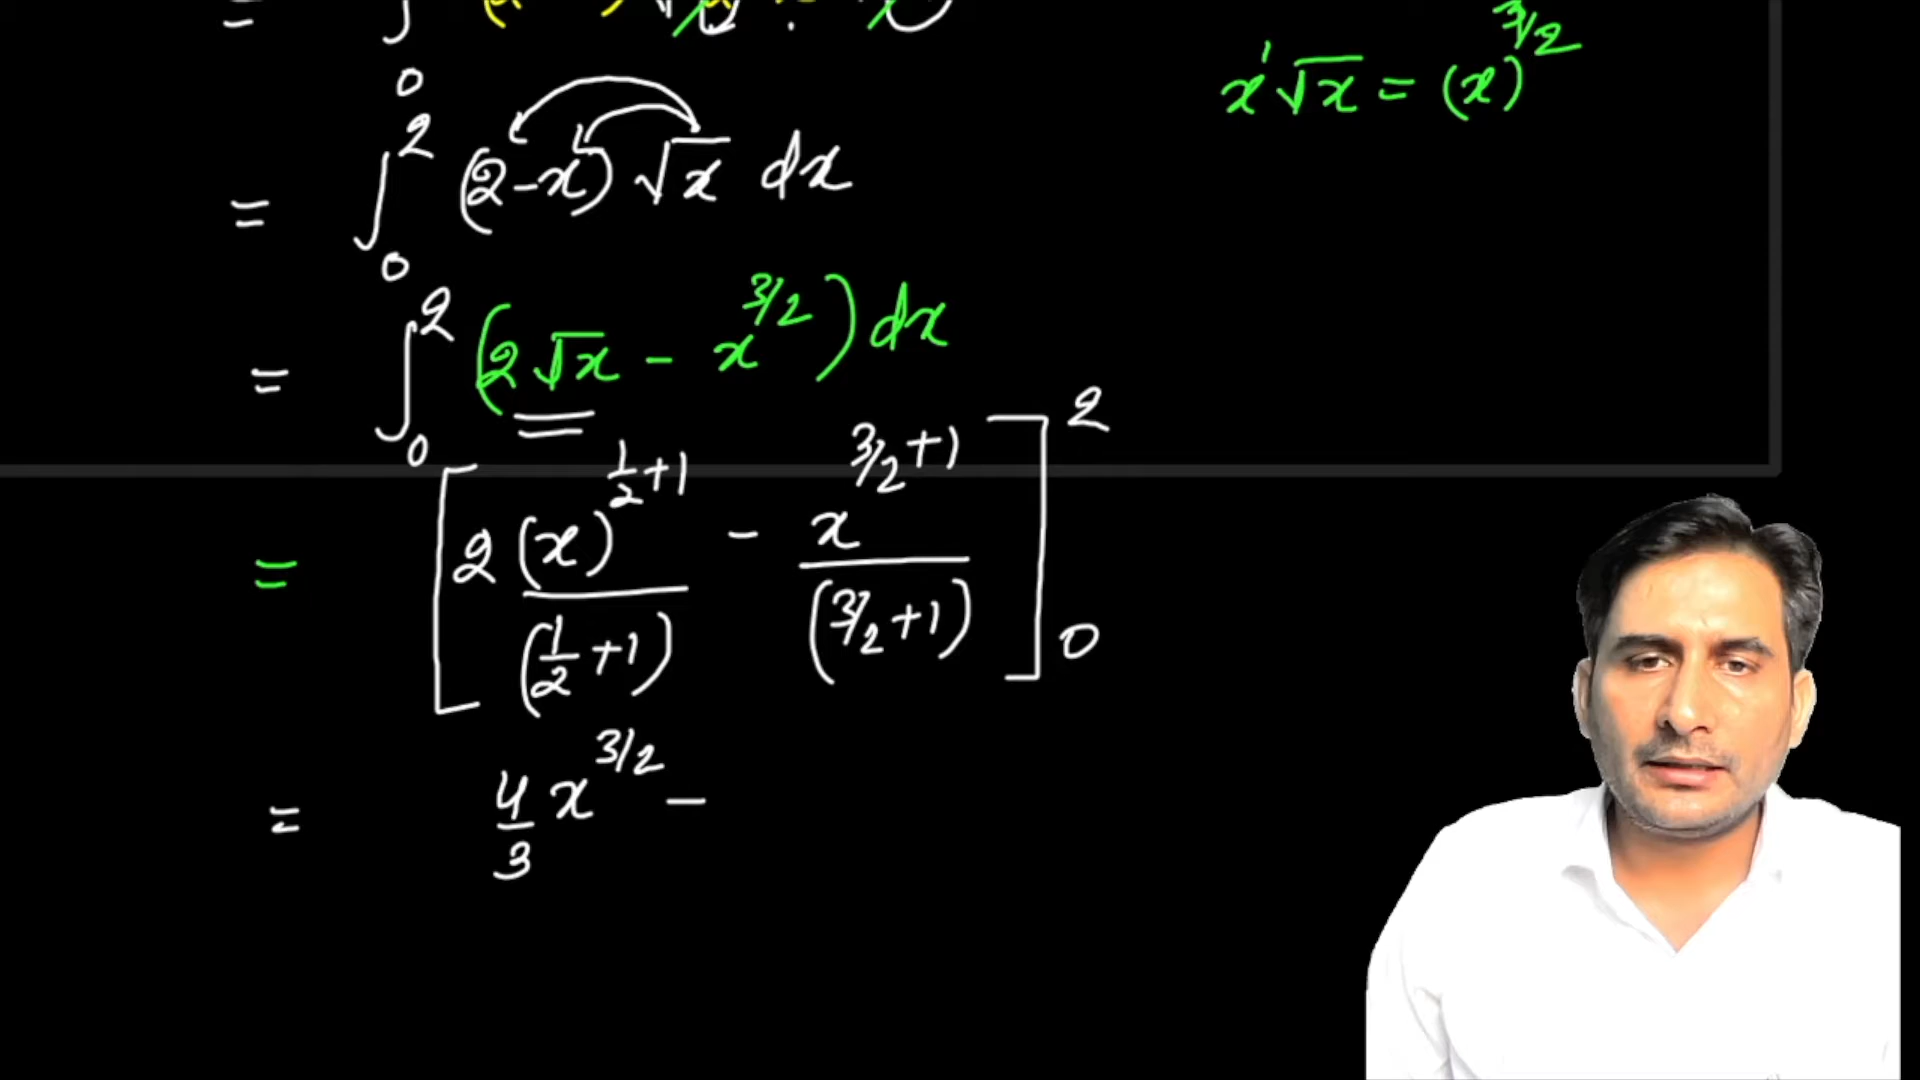 x¹√x = (x)^3/2
= ∫₀² (2-x) √x dx
= ∫₀² (2√x - x^3/2) dx
= [2 (x)^(1/2+1) / (1/2+1) - x^(3/2+1) / (3/2+1)]₀²
= 4/3 x^3/2 -